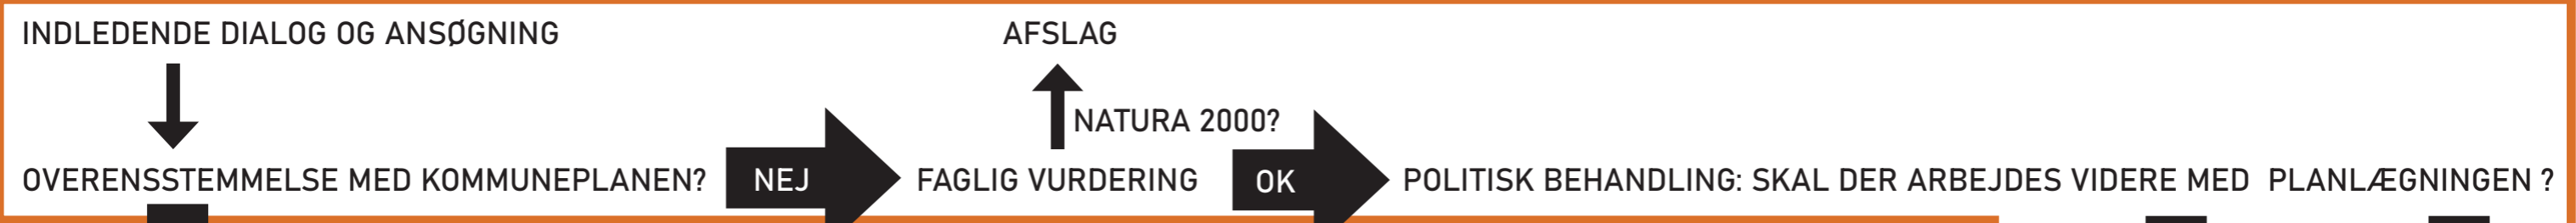 INDLEDENDE DIALOG OG ANSØGNING
AFSLAG
NATURA 2000?
OVERENSSTEMMELSE MED KOMMUNEPLANEN?
NEJ
FAGLIG VURDERING
OK
POLITISK BEHANDLING: SKAL DER ARBEJDES VIDERE MED PLANLÆGNINGEN ?